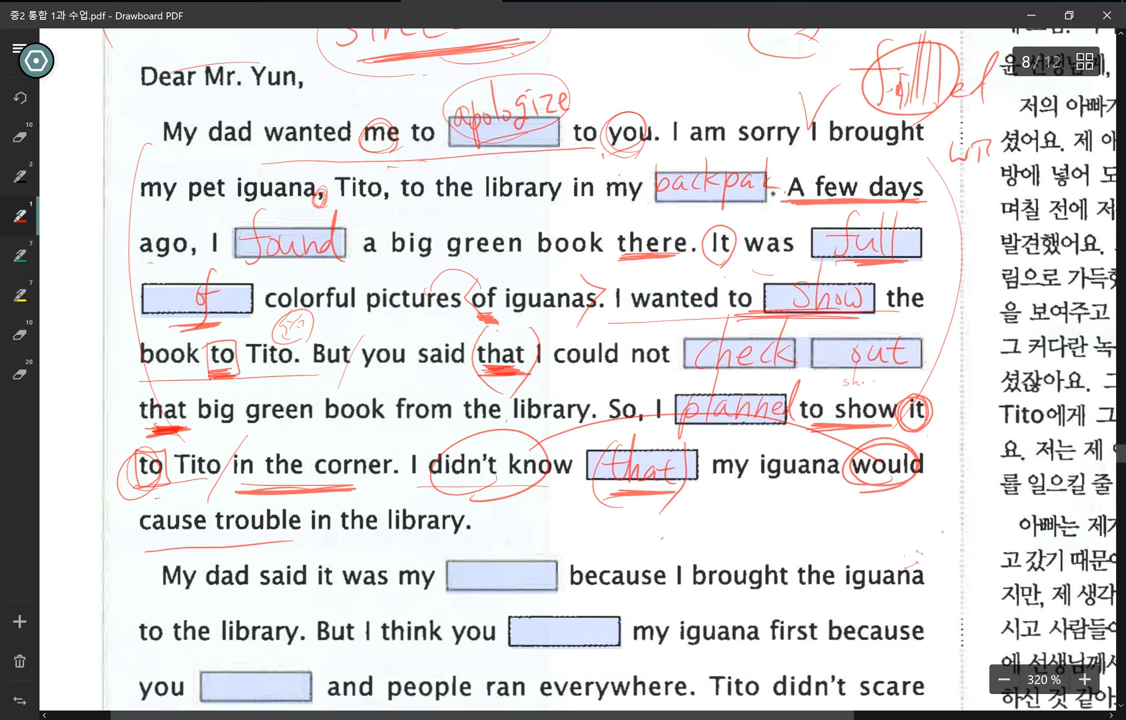 중2 통합 1과 수업.pdf - Drawboard PDF
8 / 12
Dear Mr. Yun,
filled
My dad wanted me to apologize to you. I am sorry I brought
my pet iguana, Tito, to the library in my backpak. A few days
ago, I found a big green book there. It was full
of colorful pictures of iguanas. I wanted to show the
book to Tito. But you said that I could not check out
sh..
that big green book from the library. So, I planned to show it
to Tito in the corner. I didn't know that my iguana would
cause trouble in the library.
My dad said it was my because I brought the iguana
to the library. But I think you my iguana first because
you and people ran everywhere. Tito didn't scare
저의 아빠가
셨어요. 제 아
방에 넣어 도
며칠 전에 저
발견했어요.
림으로 가득
을 보여주고
그 커다란 녹
셨잖아요. 그
Tito에게 그
요. 저는 제
를 일으킬 줄
아빠는 제가
고 갔기 때문
지만, 제 생각
시고 사람들
에 선생님께서
하신 것 같아
10
2
1
7
7
10
20
320 %